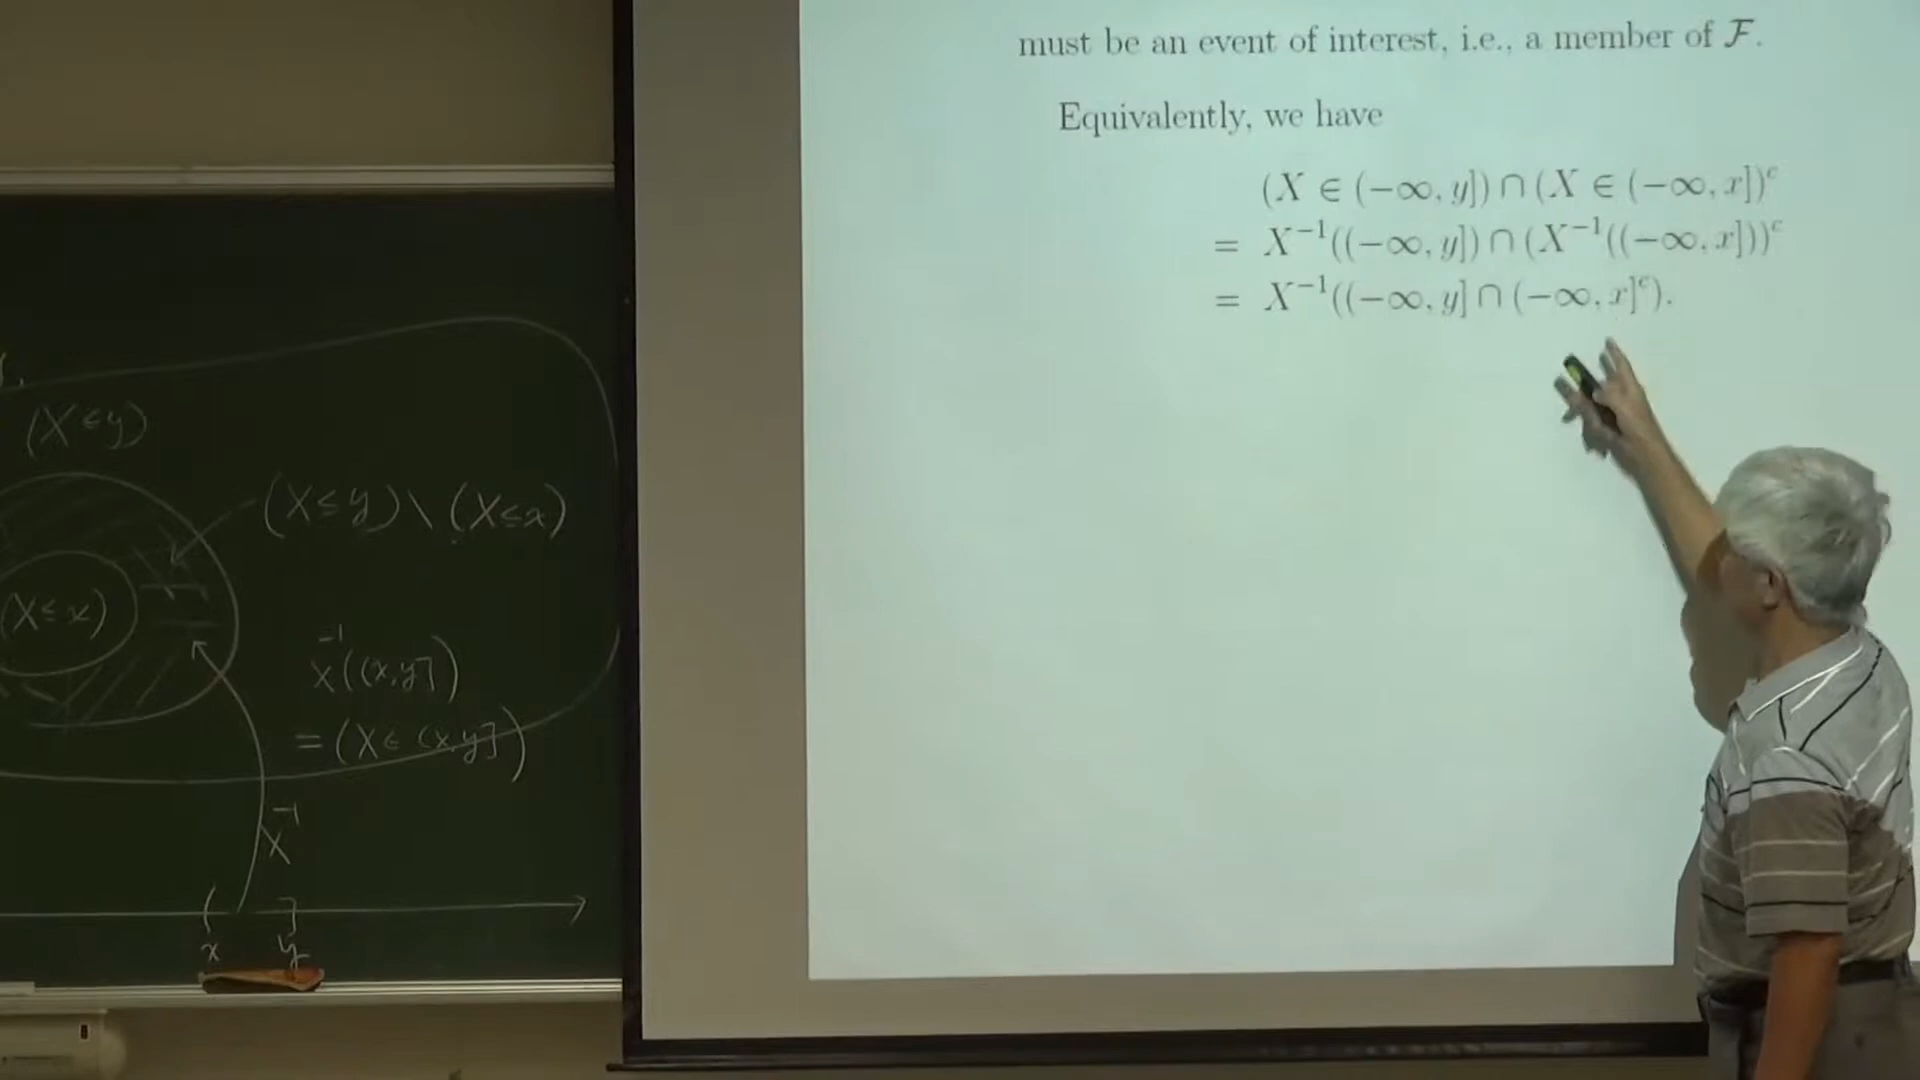 must be an event of interest, i.e., a member of ℱ.
Equivalently, we have
(X ∈ (−∞, y]) ∩ (X ∈ (−∞, x])ᶜ
= X⁻¹((−∞, y]) ∩ (X⁻¹((−∞, x]))ᶜ
= X⁻¹((−∞, y] ∩ (−∞, x]ᶜ).
(X ≤ y)
(X ≤ y) \ (X ≤ x)
(X ≤ x)
X⁻¹((x, y])
= (X ∈ (x, y])
X⁻¹
( ]
x y